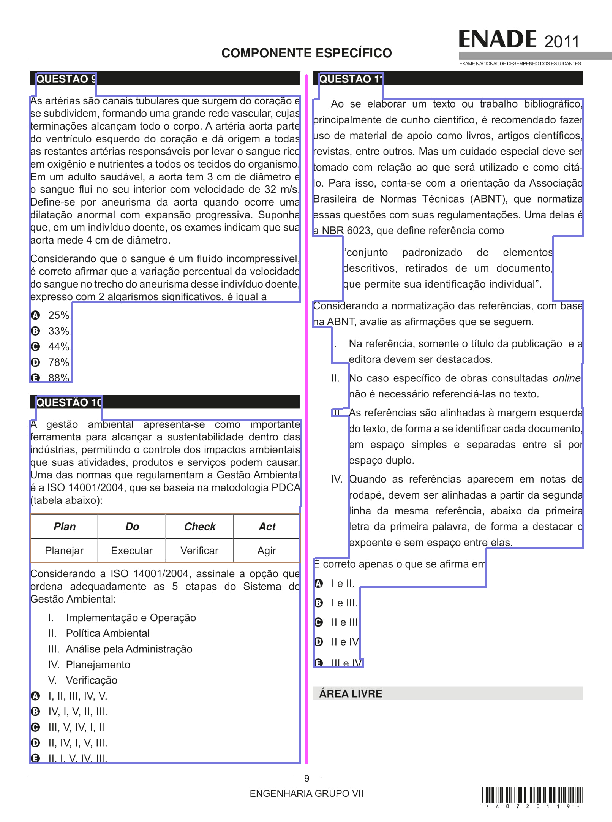 ENADE 2011
EXAME NACIONAL DE DESEMPENHO DOS ESTUDANTES
COMPONENTE ESPECÍFICO
QUESTÃO 9
As artérias são canais tubulares que surgem do coração e
se subdividem, formando uma grande rede vascular, cujas
terminações alcançam todo o corpo. A artéria aorta parte
do ventrículo esquerdo do coração e dá origem a todas
as restantes artérias responsáveis por levar o sangue rico
em oxigênio e nutrientes a todos os tecidos do organismo.
Em um adulto saudável, a aorta tem 3 cm de diâmetro e
o sangue flui no seu interior com velocidade de 32 m/s.
Define-se por aneurisma da aorta quando ocorre uma
dilatação anormal com expansão progressiva. Suponha
que, em um indivíduo doente, os exames indicam que sua
aorta mede 4 cm de diâmetro.
Considerando que o sangue é um fluido incompressível,
é correto afirmar que a variação percentual da velocidade
do sangue no trecho do aneurisma desse indivíduo doente,
expresso com 2 algarismos significativos, é igual a
A 25%.
B 33%.
C 44%.
D 78%.
E 88%.
QUESTÃO 10
A gestão ambiental apresenta-se como importante
ferramenta para alcançar a sustentabilidade dentro das
indústrias, permitindo o controle dos impactos ambientais
que suas atividades, produtos e serviços podem causar.
Uma das normas que regulamentam a Gestão Ambiental
é a ISO 14001/2004, que se baseia na metodologia PDCA
(tabela abaixo):
Plan Do Check Act
Planejar Executar Verificar Agir
Considerando a ISO 14001/2004, assinale a opção que
ordena adequadamente as 5 etapas do Sistema de
Gestão Ambiental:
I. Implementação e Operação
II. Política Ambiental
III. Análise pela Administração
IV. Planejamento
V. Verificação
A I, II, III, IV, V.
B IV, I, V, II, III.
C III, V, IV, I, II
D II, IV, I, V, III.
E II, I, V, IV, III.
QUESTÃO 11
Ao se elaborar um texto ou trabalho bibliográfico,
principalmente de cunho científico, é recomendado fazer
uso de material de apoio como livros, artigos científicos,
revistas, entre outros. Mas um cuidado especial deve ser
tomado com relação ao que será utilizado e como citá-
lo. Para isso, conta-se com a orientação da Associação
Brasileira de Normas Técnicas (ABNT), que normatiza
essas questões com suas regulamentações. Uma delas é
a NBR 6023, que define referência como
“conjunto padronizado de elementos
descritivos, retirados de um documento,
que permite sua identificação individual”.
Considerando a normatização das referências, com base
na ABNT, avalie as afirmações que se seguem.
I. Na referência, somente o título da publicação e a
editora devem ser destacados.
II. No caso específico de obras consultadas online,
não é necessário referenciá-las no texto.
III. As referências são alinhadas à margem esquerda
do texto, de forma a se identificar cada documento,
em espaço simples e separadas entre si por
espaço duplo.
IV. Quando as referências aparecem em notas de
rodapé, devem ser alinhadas a partir da segunda
linha da mesma referência, abaixo da primeira
letra da primeira palavra, de forma a destacar o
expoente e sem espaço entre elas.
É correto apenas o que se afirma em
A I e II.
B I e III.
C II e III.
D II e IV.
E III e IV.
ÁREA LIVRE
9
ENGENHARIA GRUPO VII